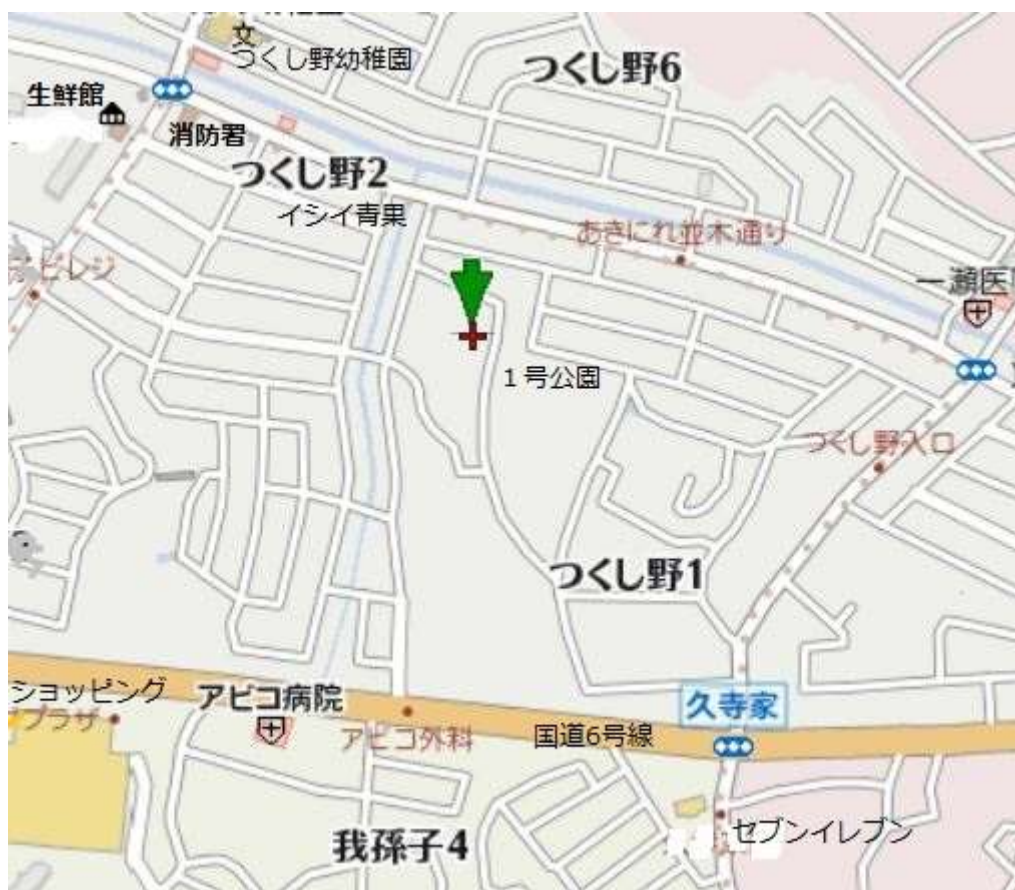 つくし野幼稚園
文
つくし野6
生鮮館
消防署
つくし野2
イシイ青果
あきにれ並木通り
ビレジ
一瀬医
1号公園
つくし野入口
つくし野1
ショッピング
プラザ
アビコ病院
久寺家
アビコ外科
国道6号線
セブンイレブン
我孫子4